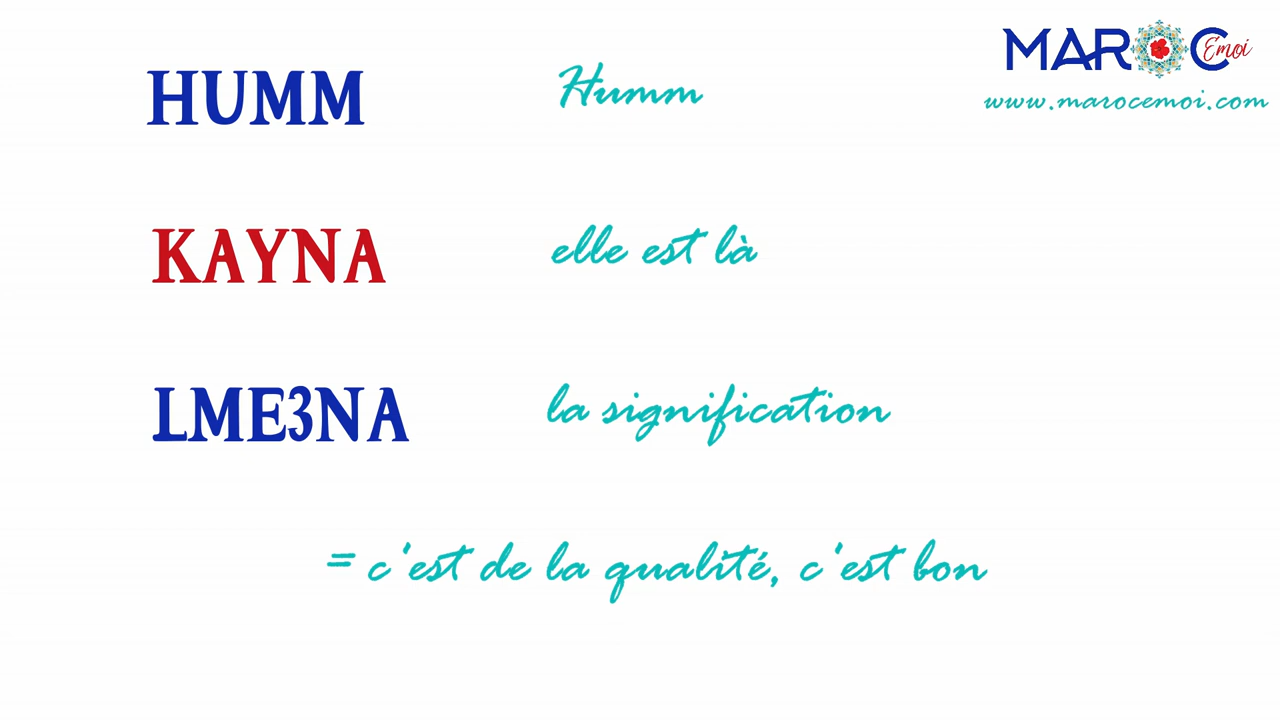 MAROC Emoi
www.marocemoi.com
HUMM Humm
KAYNA elle est là
LME3NA la signification
= c'est de la qualité, c'est bon